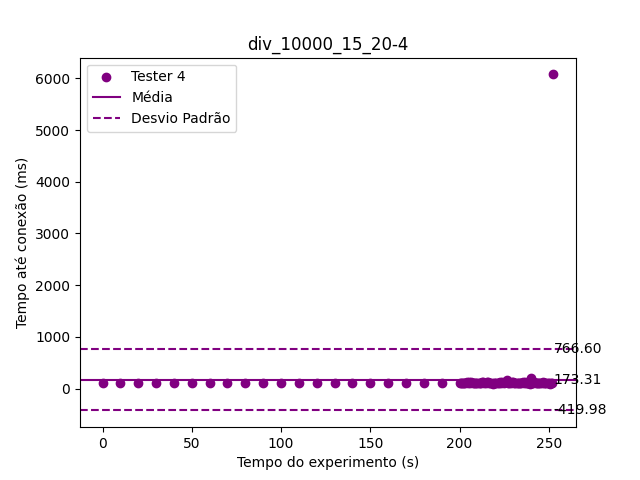 div_10000_15_20-4
Tempo até conexão (ms)
6000
5000
4000
3000
2000
1000
0
Tester 4
Média
Desvio Padrão
766.60
173.31
-419.98
0
50
100
150
200
250
Tempo do experimento (s)